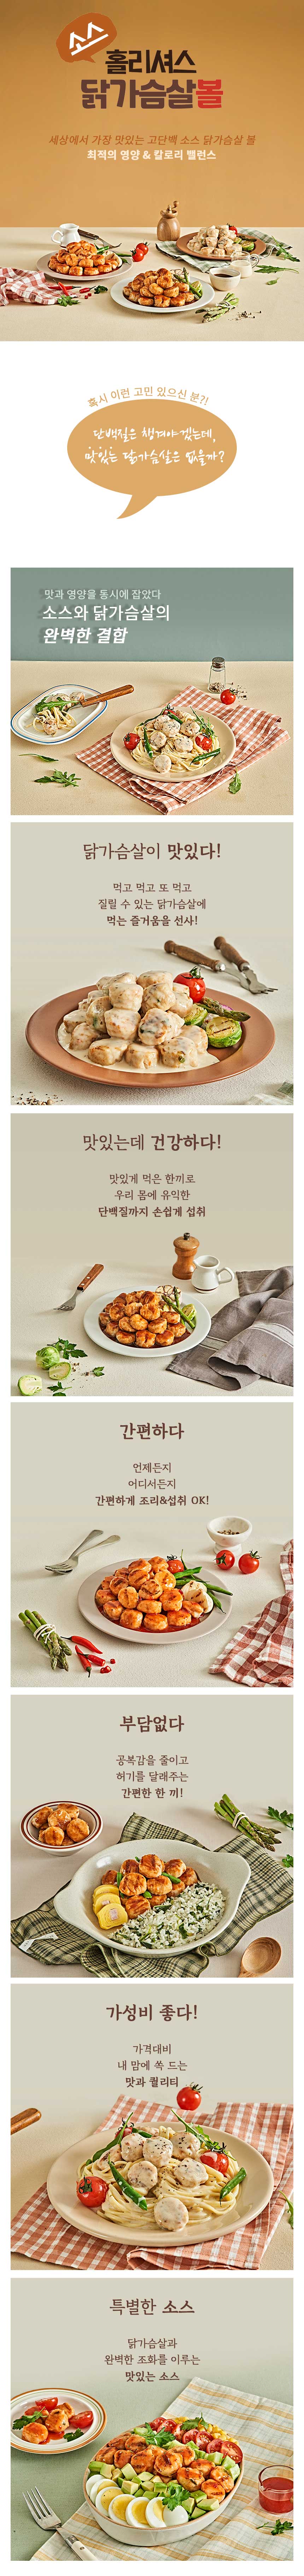 소스
홀리셔스
닭가슴살볼
세상에서 가장 맛있는 고단백 소스 닭가슴살 볼
최적의 영양 & 칼로리 밸런스
혹시 이런 고민 있으신 분?!
단백질은 챙겨야겠는데,
맛있는 닭가슴살은 없을까?
맛과 영양을 동시에 잡았다
소스와 닭가슴살의
완벽한 결합
닭가슴살이 맛있다!
먹고 먹고 또 먹고
질릴 수 있는 닭가슴살에
먹는 즐거움을 선사!
맛있는데 건강하다!
맛있게 먹은 한끼로
우리 몸에 유익한
단백질까지 손쉽게 섭취
간편하다
언제든지
어디서든지
간편하게 조리&섭취 OK!
부담없다
공복감을 줄이고
허기를 달래주는
간편한 한 끼!
가성비 좋다!
가격대비
내 맘에 쏙 드는
맛과 퀄리티
특별한 소스
닭가슴살과
완벽한 조화를 이루는
맛있는 소스